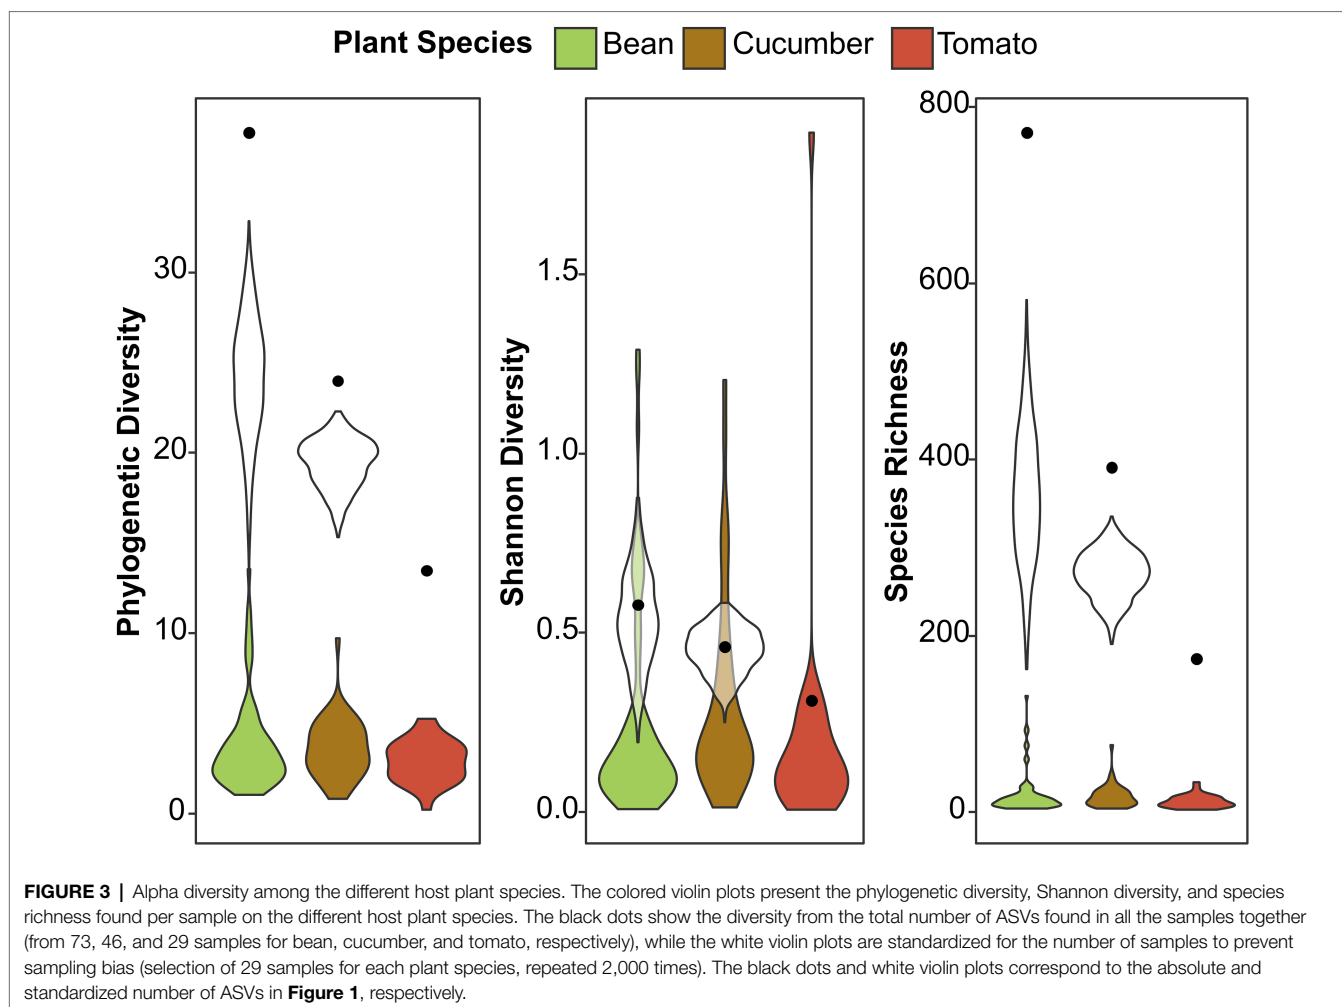 Plant Species Bean Cucumber Tomato
Phylogenetic Diversity
30
20
10
0
Shannon Diversity
1.5
1.0
0.5
0.0
Species Richness
800
600
400
200
0
FIGURE 3 | Alpha diversity among the different host plant species. The colored violin plots present the phylogenetic diversity, Shannon diversity, and species
richness found per sample on the different host plant species. The black dots show the diversity from the total number of ASVs found in all the samples together
(from 73, 46, and 29 samples for bean, cucumber, and tomato, respectively), while the white violin plots are standardized for the number of samples to prevent
sampling bias (selection of 29 samples for each plant species, repeated 2,000 times). The black dots and white violin plots correspond to the absolute and
standardized number of ASVs in Figure 1, respectively.